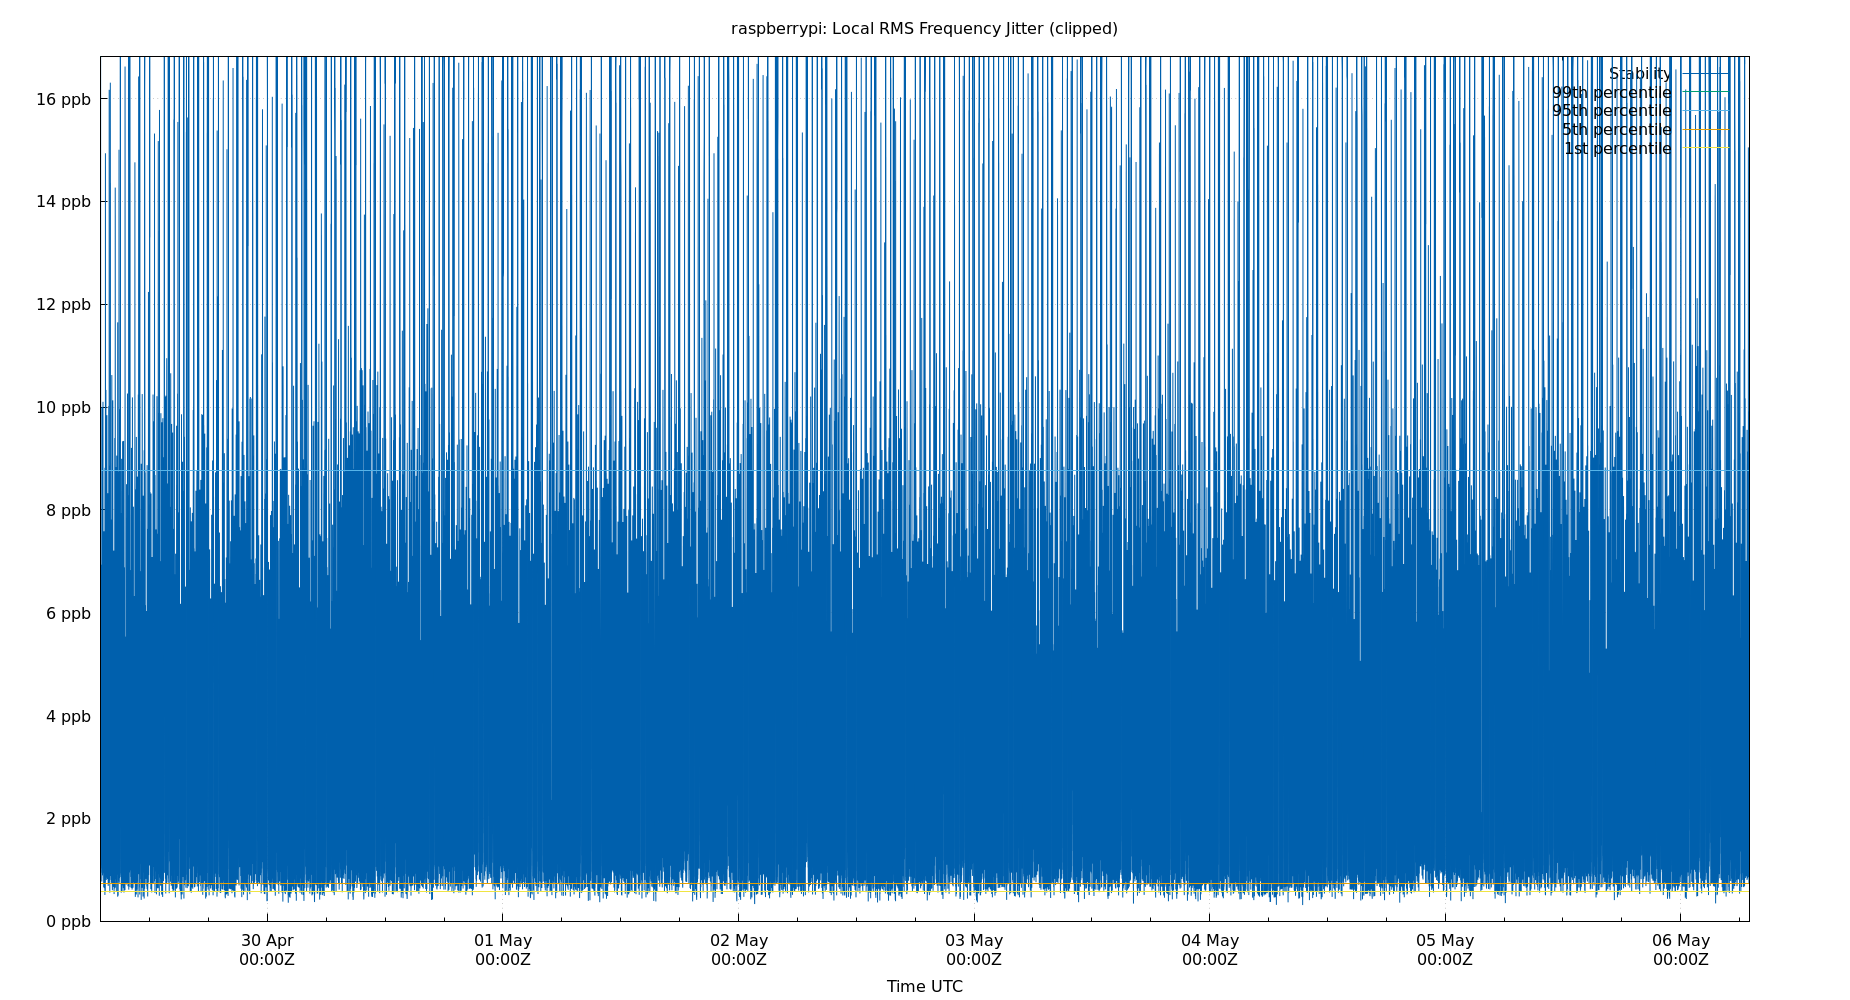 raspberrypi: Local RMS Frequency Jitter (clipped)
Stability
99th percentile
95th percentile
5th percentile
1st percentile
16 ppb
14 ppb
12 ppb
10 ppb
8 ppb
6 ppb
4 ppb
2 ppb
0 ppb
30 Apr 01 May 02 May 03 May 04 May 05 May 06 May
00:00Z 00:00Z 00:00Z 00:00Z 00:00Z 00:00Z 00:00Z
Time UTC